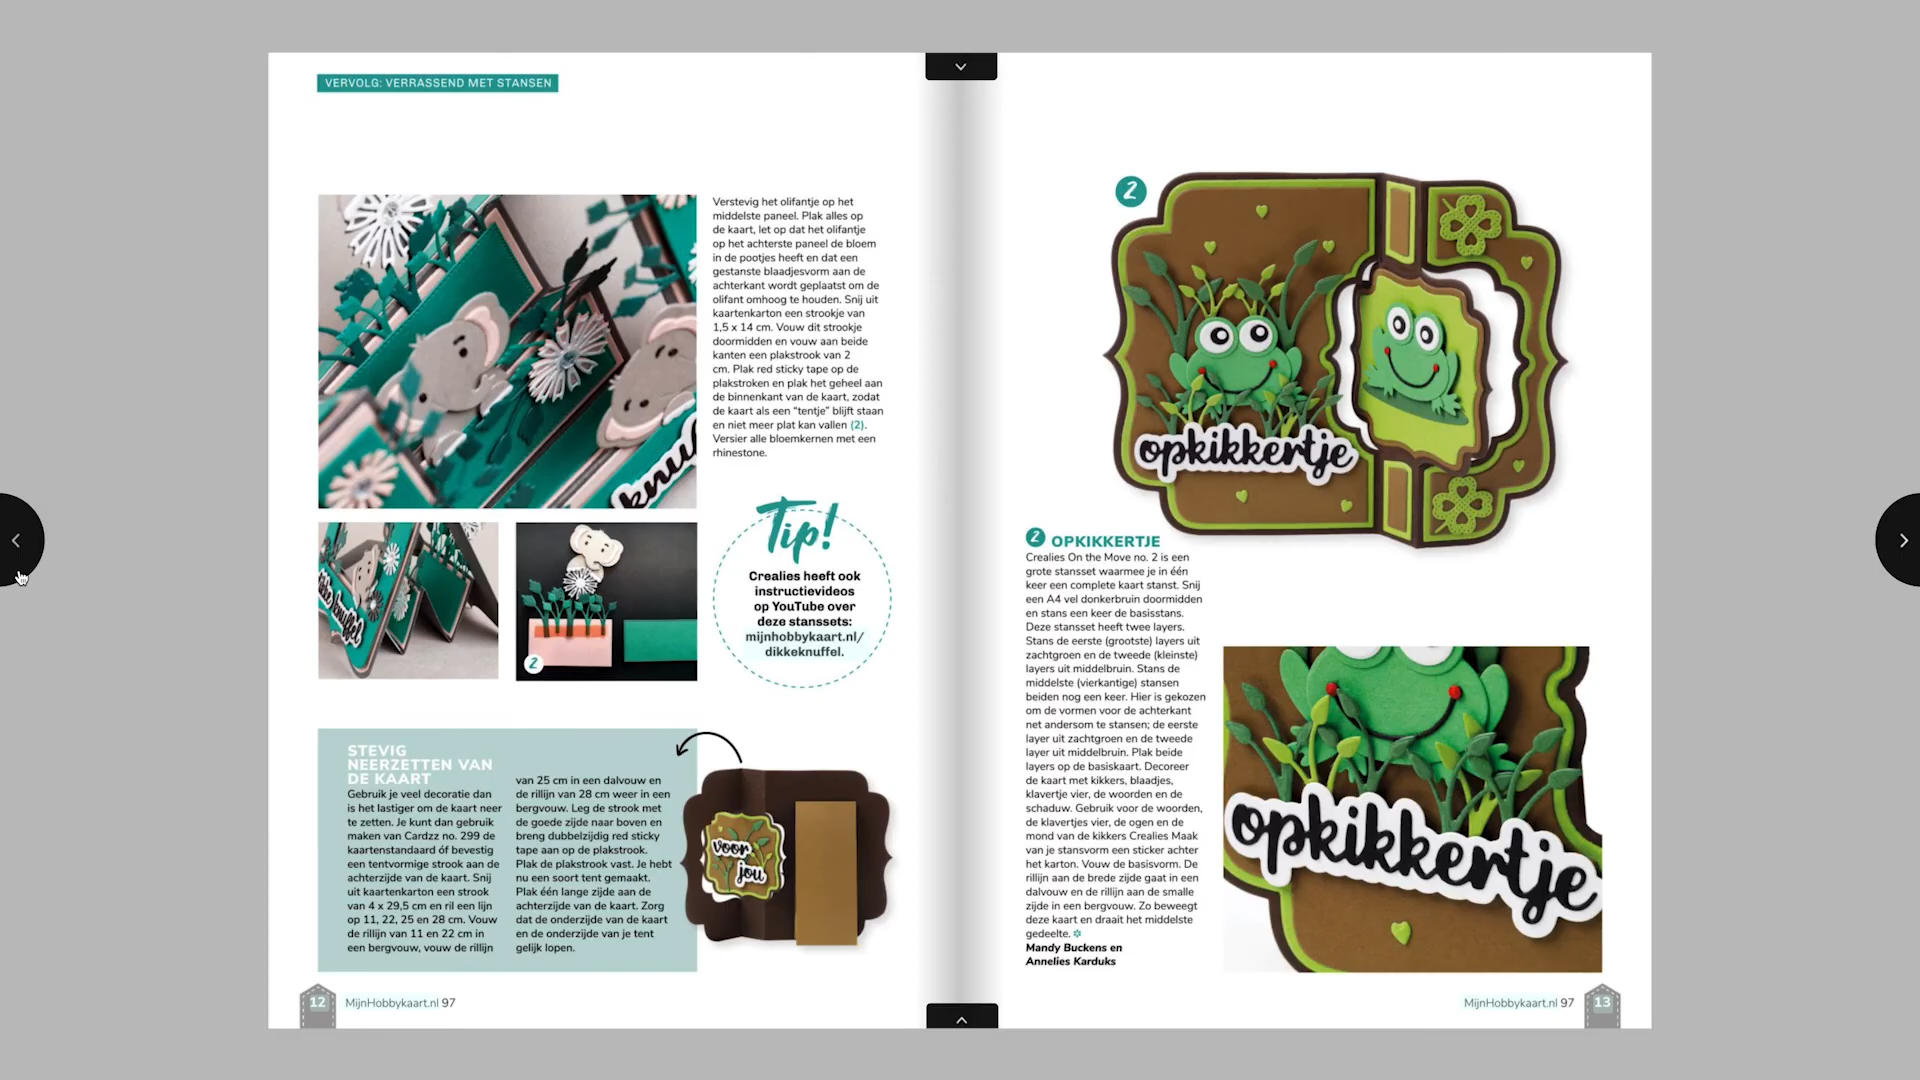 VERVOLG: VERRASSEND MET STANSEN
Verstevig het olifantje op het
middelste paneel. Plak alles op
de kaart, let op dat het olifantje
op het achterste paneel de bloem
in de pootjes heeft en dat een
gestanste blaadjesvorm aan de
achterkant wordt geplaatst om de
olifant omhoog te houden. Snij uit
kaartenkarton een strookje van
1,5 x 14 cm. Vouw dit strookje
doormidden en vouw aan beide
kanten een plakstrook van 2
cm. Plak red sticky tape op de
plakstroken en plak het geheel aan
de binnenkant van de kaart, zodat
de kaart als een “tentje” blijft staan
en niet meer plat kan vallen (2).
Versier alle bloemkernen met een
rhinestone.
knuf
knuffel
2
Tip!
Crealies heeft ook
instructievideos
op YouTube over
deze stanssets:
mijnhobbykaart.nl/
dikkeknuffel.
STEVIG
NEERZETTEN VAN
DE KAART
Gebruik je veel decoratie dan
is het lastiger om de kaart neer
te zetten. Je kunt dan gebruik
maken van Cardzz no. 299 de
kaartenstandaard óf bevestig
een tentvormige strook aan de
achterzijde van de kaart. Snij
uit kaartenkarton een strook
van 4 x 29,5 cm en ril een lijn
op 11, 22, 25 en 28 cm. Vouw
de rillijn van 11 en 22 cm in
een bergvouw, vouw de rillijn
van 25 cm in een dalvouw en
de rillijn van 28 cm weer in een
bergvouw. Leg de strook met
de goede zijde naar boven en
breng dubbelzijdig red sticky
tape aan op de plakstrook.
Plak de plakstrook vast. Je hebt
nu een soort tent gemaakt.
Plak één lange zijde aan de
achterzijde van de kaart. Zorg
dat de onderzijde van de kaart
en de onderzijde van je tent
gelijk lopen.
voor
jou
12 MijnHobbykaart.nl 97
2
opkikkertje
2 OPKIKKERTJE
Crealies On the Move no. 2 is een
grote stansset waarmee je in één
keer een complete kaart stanst. Snij
een A4 vel donkerbruin doormidden
en stans een keer de basisstans.
Deze stansset heeft twee layers.
Stans de eerste (grootste) layers uit
zachtgroen en de tweede (kleinste)
layers uit middelbruin. Stans de
middelste (vierkantige) stansen
beiden nog een keer. Hier is gekozen
om de vormen voor de achterkant
net andersom te stansen; de eerste
layer uit zachtgroen en de tweede
layer uit middelbruin. Plak beide
layers op de basiskaart. Decoreer
de kaart met kikkers, blaadjes,
klavertje vier, de woorden en de
schaduw. Gebruik voor de woorden,
de klavertjes vier, de ogen en de
mond van de kikkers Crealies Maak
van je stansvorm een sticker achter
het karton. Vouw de basisvorm. De
rillijn aan de brede zijde gaat in een
dalvouw en de rillijn aan de smalle
zijde in een bergvouw. Zo beweegt
deze kaart en draait het middelste
gedeelte.
Mandy Buckens en
Annelies Karduks
opkikkertje
MijnHobbykaart.nl 97 13